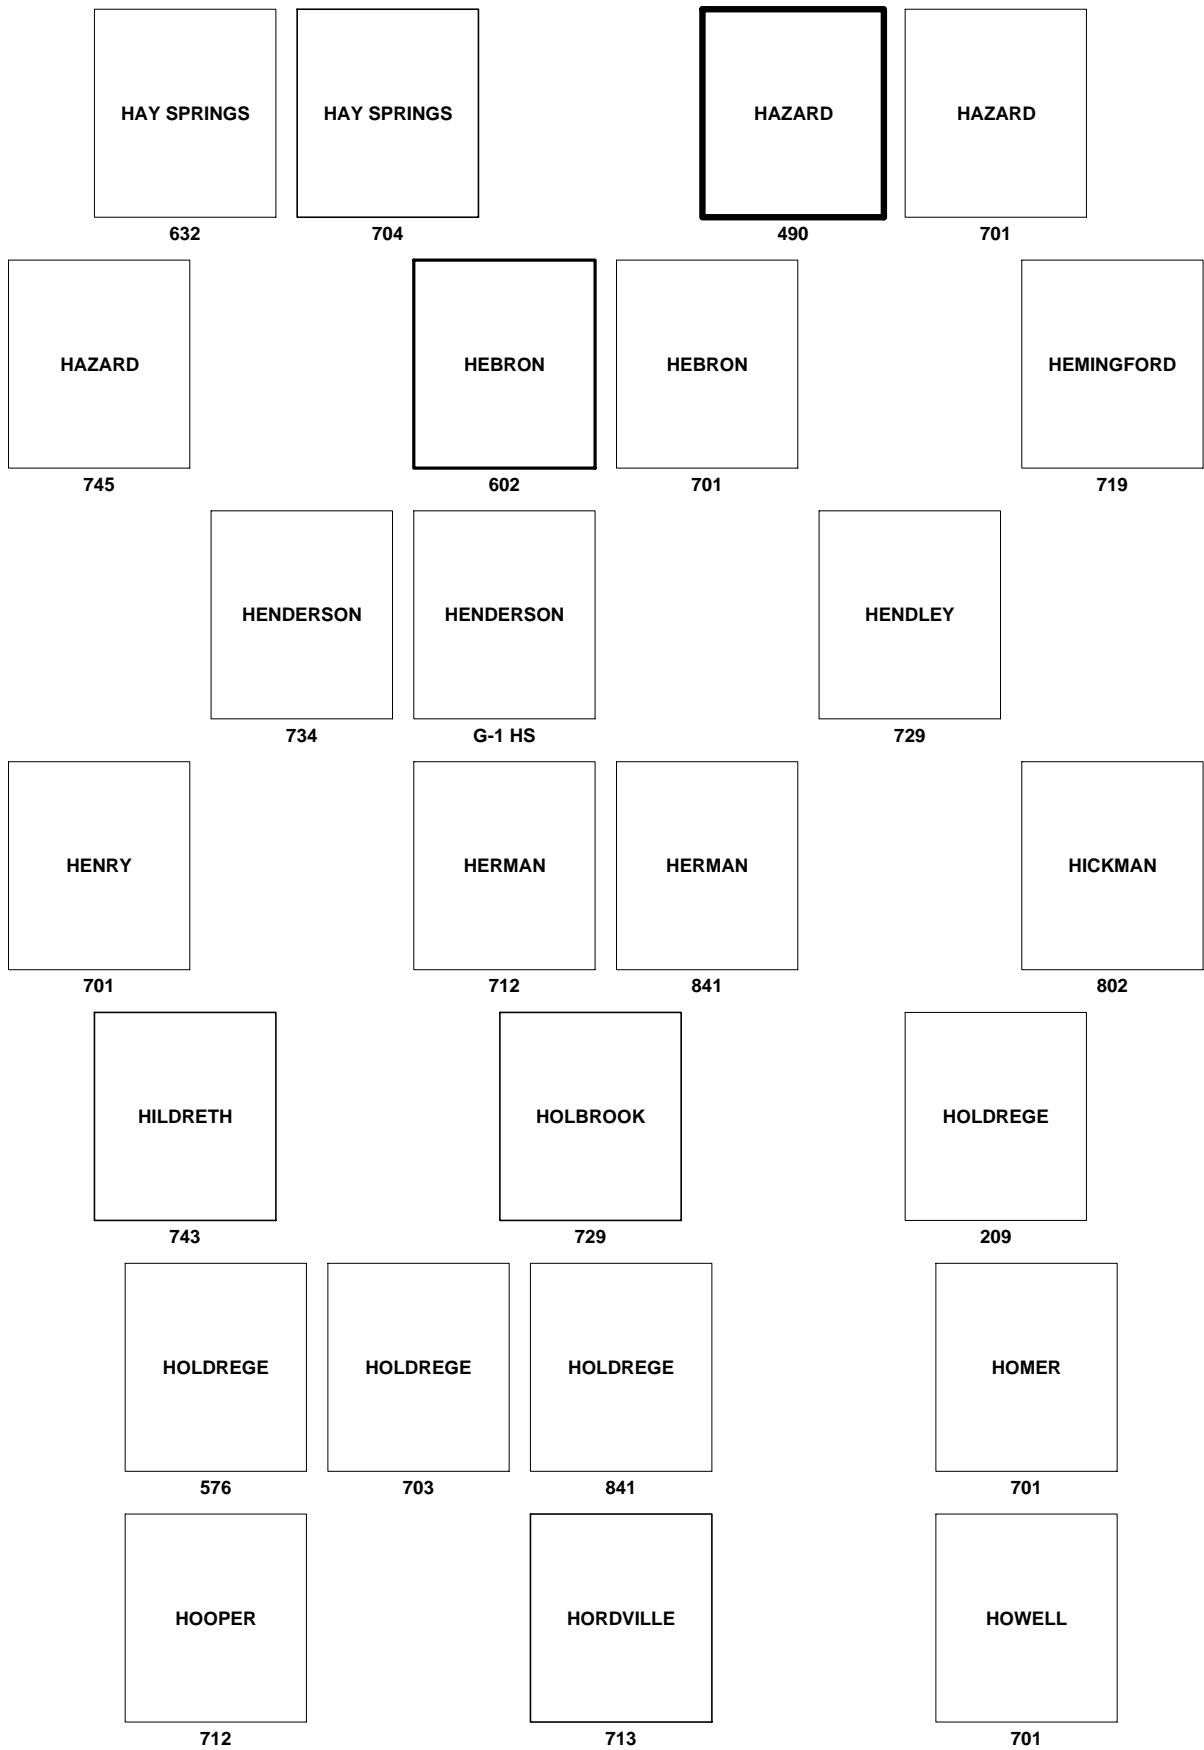 HAY SPRINGS HAY SPRINGS HAZARD HAZARD
632 704 490 701
HAZARD HEBRON HEBRON HEMINGFORD
745 602 701 719
HENDERSON HENDERSON HENDLEY
734 G-1 HS 729
HENRY HERMAN HERMAN HICKMAN
701 712 841 802
HILDRETH HOLBROOK HOLDREGE
743 729 209
HOLDREGE HOLDREGE HOLDREGE HOMER
576 703 841 701
HOOPER HORDVILLE HOWELL
712 713 701